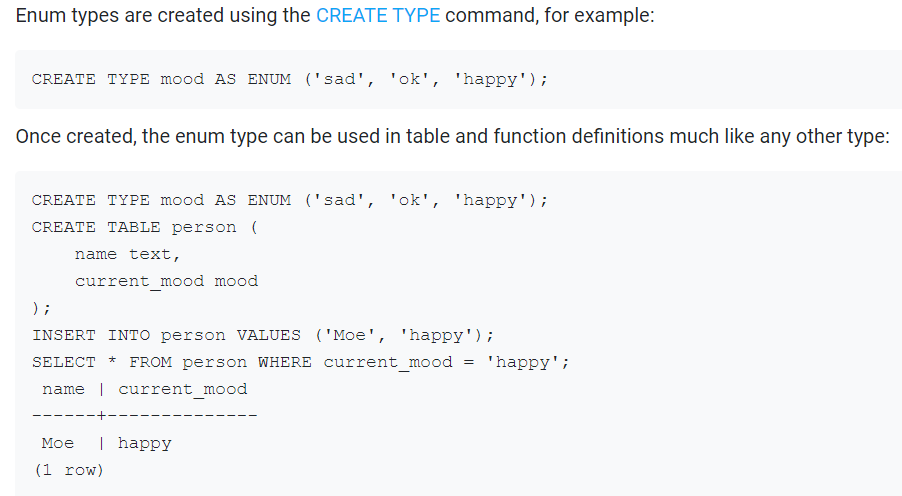 Enum types are created using the CREATE TYPE command, for example:
CREATE TYPE mood AS ENUM ('sad', 'ok', 'happy');
Once created, the enum type can be used in table and function definitions much like any other type:
CREATE TYPE mood AS ENUM ('sad', 'ok', 'happy');
CREATE TABLE person (
    name text,
    current_mood mood
);
INSERT INTO person VALUES ('Moe', 'happy');
SELECT * FROM person WHERE current_mood = 'happy';
 name | current_mood
------+--------------
 Moe  | happy
(1 row)